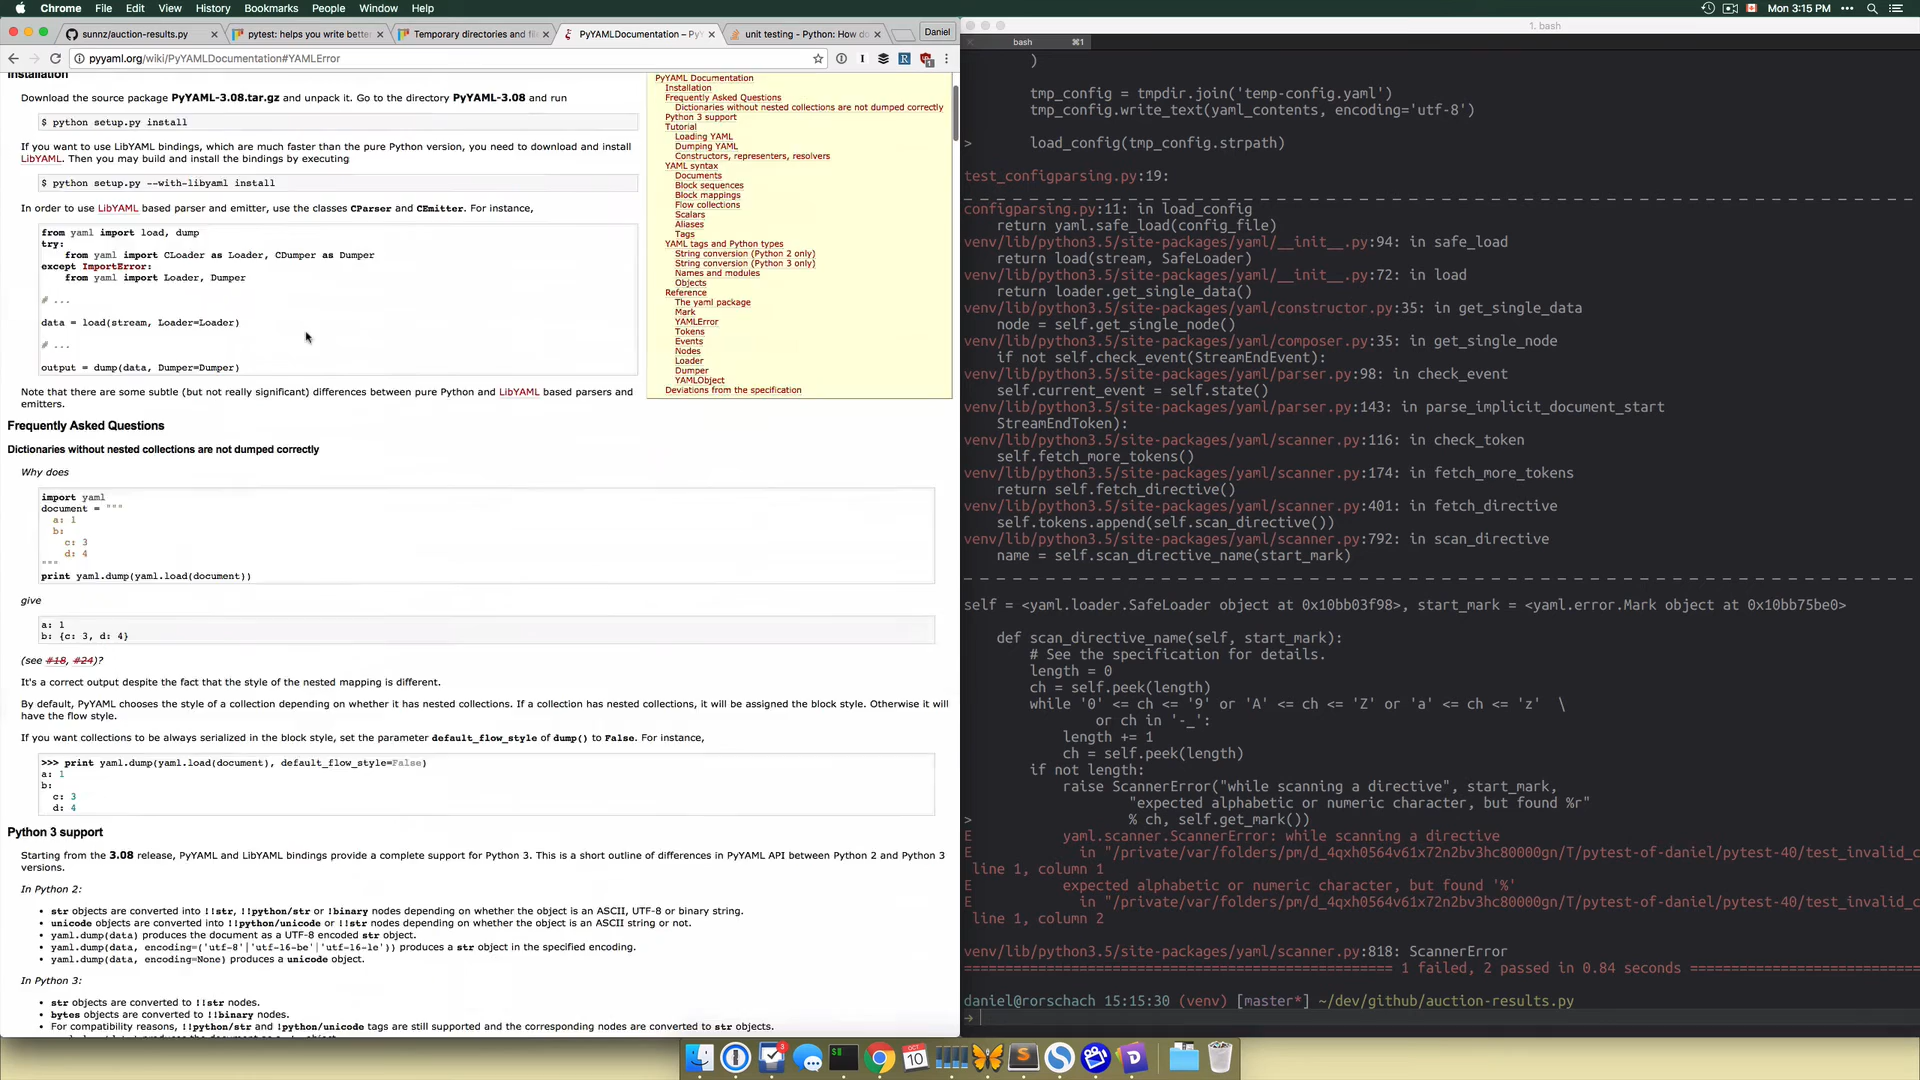 Chrome File Edit View History Bookmarks People Window Help
Mon 3:15 PM
sunnz/auction-results.py
pytest: helps you write bette
Temporary directories and fil
PyYAMLDocumentation – Py
unit testing - Python: How do
Daniel
pyyaml.org/wiki/PyYAMLDocumentation#YAMLError
Installation
Download the source package PyYAML-3.08.tar.gz and unpack it. Go to the directory PyYAML-3.08 and run
$ python setup.py install
If you want to use LibYAML bindings, which are much faster than the pure Python version, you need to download and install
LibYAML. Then you may build and install the bindings by executing
$ python setup.py --with-libyaml install
In order to use LibYAML based parser and emitter, use the classes CParser and CEmitter. For instance,
from yaml import load, dump
try:
from yaml import CLoader as Loader, CDumper as Dumper
except ImportError:
from yaml import Loader, Dumper
# ...
data = load(stream, Loader=Loader)
# ...
output = dump(data, Dumper=Dumper)
Note that there are some subtle (but not really significant) differences between pure Python and LibYAML based parsers and
emitters.
PyYAML Documentation
Installation
Frequently Asked Questions
Dictionaries without nested collections are not dumped correctly
Python 3 support
Tutorial
Loading YAML
Dumping YAML
Constructors, representers, resolvers
YAML syntax
Documents
Block sequences
Block mappings
Flow collections
Scalars
Aliases
Tags
YAML tags and Python types
String conversion (Python 2 only)
String conversion (Python 3 only)
Names and modules
Objects
Reference
The yaml package
Mark
YAMLError
Tokens
Events
Nodes
Loader
Dumper
YAMLObject
Deviations from the specification
Frequently Asked Questions
Dictionaries without nested collections are not dumped correctly
Why does
import yaml
document = """
a: 1
b:
c: 3
d: 4
"""
print yaml.dump(yaml.load(document))
give
a: 1
b: {c: 3, d: 4}
(see #18, #24)?
It's a correct output despite the fact that the style of the nested mapping is different.
By default, PyYAML chooses the style of a collection depending on whether it has nested collections. If a collection has nested collections, it will be assigned the block style. Otherwise it will
have the flow style.
If you want collections to be always serialized in the block style, set the parameter default_flow_style of dump() to False. For instance,
>>> print yaml.dump(yaml.load(document), default_flow_style=False)
a: 1
b:
c: 3
d: 4
Python 3 support
Starting from the 3.08 release, PyYAML and LibYAML bindings provide a complete support for Python 3. This is a short outline of differences in PyYAML API between Python 2 and Python 3
versions.
In Python 2:
• str objects are converted into !!str, !!python/str or !binary nodes depending on whether the object is an ASCII, UTF-8 or binary string.
• unicode objects are converted into !!python/unicode or !!str nodes depending on whether the object is an ASCII string or not.
• yaml.dump(data) produces the document as a UTF-8 encoded str object.
• yaml.dump(data, encoding=('utf-8'|'utf-16-be'|'utf-16-le')) produces a str object in the specified encoding.
• yaml.dump(data, encoding=None) produces a unicode object.
In Python 3:
• str objects are converted to !!str nodes.
• bytes objects are converted to !!binary nodes.
• For compatibility reasons, !!python/str and !python/unicode tags are still supported and the corresponding nodes are converted to str objects.
1. bash
bash ⌘1
)
tmp_config = tmpdir.join('temp-config.yaml')
tmp_config.write_text(yaml_contents, encoding='utf-8')
> load_config(tmp_config.strpath)
test_configparsing.py:19:
_ _ _ _ _ _ _ _ _ _ _ _ _ _ _ _ _ _ _ _ _ _ _ _ _ _ _ _ _ _
configparsing.py:11: in load_config
return yaml.safe_load(config_file)
venv/lib/python3.5/site-packages/yaml/__init__.py:94: in safe_load
return load(stream, SafeLoader)
venv/lib/python3.5/site-packages/yaml/__init__.py:72: in load
return loader.get_single_data()
venv/lib/python3.5/site-packages/yaml/constructor.py:35: in get_single_data
node = self.get_single_node()
venv/lib/python3.5/site-packages/yaml/composer.py:35: in get_single_node
if not self.check_event(StreamEndEvent):
venv/lib/python3.5/site-packages/yaml/parser.py:98: in check_event
self.current_event = self.state()
venv/lib/python3.5/site-packages/yaml/parser.py:143: in parse_implicit_document_start
StreamEndToken):
venv/lib/python3.5/site-packages/yaml/scanner.py:116: in check_token
self.fetch_more_tokens()
venv/lib/python3.5/site-packages/yaml/scanner.py:174: in fetch_more_tokens
return self.fetch_directive()
venv/lib/python3.5/site-packages/yaml/scanner.py:401: in fetch_directive
self.tokens.append(self.scan_directive())
venv/lib/python3.5/site-packages/yaml/scanner.py:792: in scan_directive
name = self.scan_directive_name(start_mark)
_ _ _ _ _ _ _ _ _ _ _ _ _ _ _ _ _ _ _ _ _ _ _ _ _ _ _ _ _ _
self = <yaml.loader.SafeLoader object at 0x10bb03f98>, start_mark = <yaml.error.Mark object at 0x10bb75be0>
def scan_directive_name(self, start_mark):
# See the specification for details.
length = 0
ch = self.peek(length)
while '0' <= ch <= '9' or 'A' <= ch <= 'Z' or 'a' <= ch <= 'z' \
or ch in '-_':
length += 1
ch = self.peek(length)
if not length:
raise ScannerError("while scanning a directive", start_mark,
"expected alphabetic or numeric character, but found %r"
> % ch, self.get_mark())
E yaml.scanner.ScannerError: while scanning a directive
E in "/private/var/folders/pm/d_4qxh0564v61x72n2bv3hc80000gn/T/pytest-of-daniel/pytest-40/test_invalid_c
line 1, column 1
E expected alphabetic or numeric character, but found '%'
E in "/private/var/folders/pm/d_4qxh0564v61x72n2bv3hc80000gn/T/pytest-of-daniel/pytest-40/test_invalid_c
line 1, column 2
venv/lib/python3.5/site-packages/yaml/scanner.py:818: ScannerError
==================== 1 failed, 2 passed in 0.84 seconds ====================
daniel@rorschach 15:15:30 (venv) [master*] ~/dev/github/auction-results.py
→
3
OCT
10